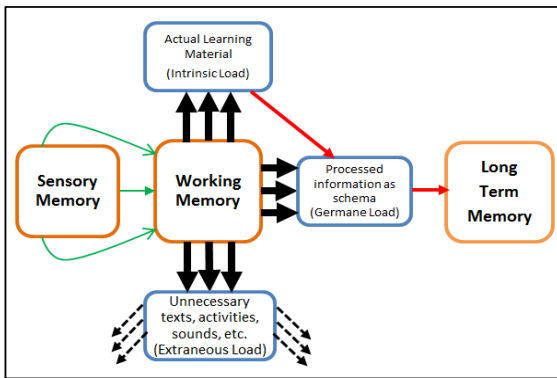 Actual Learning
Material
(Intrinsic Load)
Sensory
Memory
Working
Memory
Processed
information as
schema
(Germane Load)
Long
Term
Memory
Unnecessary
texts, activities,
sounds, etc.
(Extraneous Load)